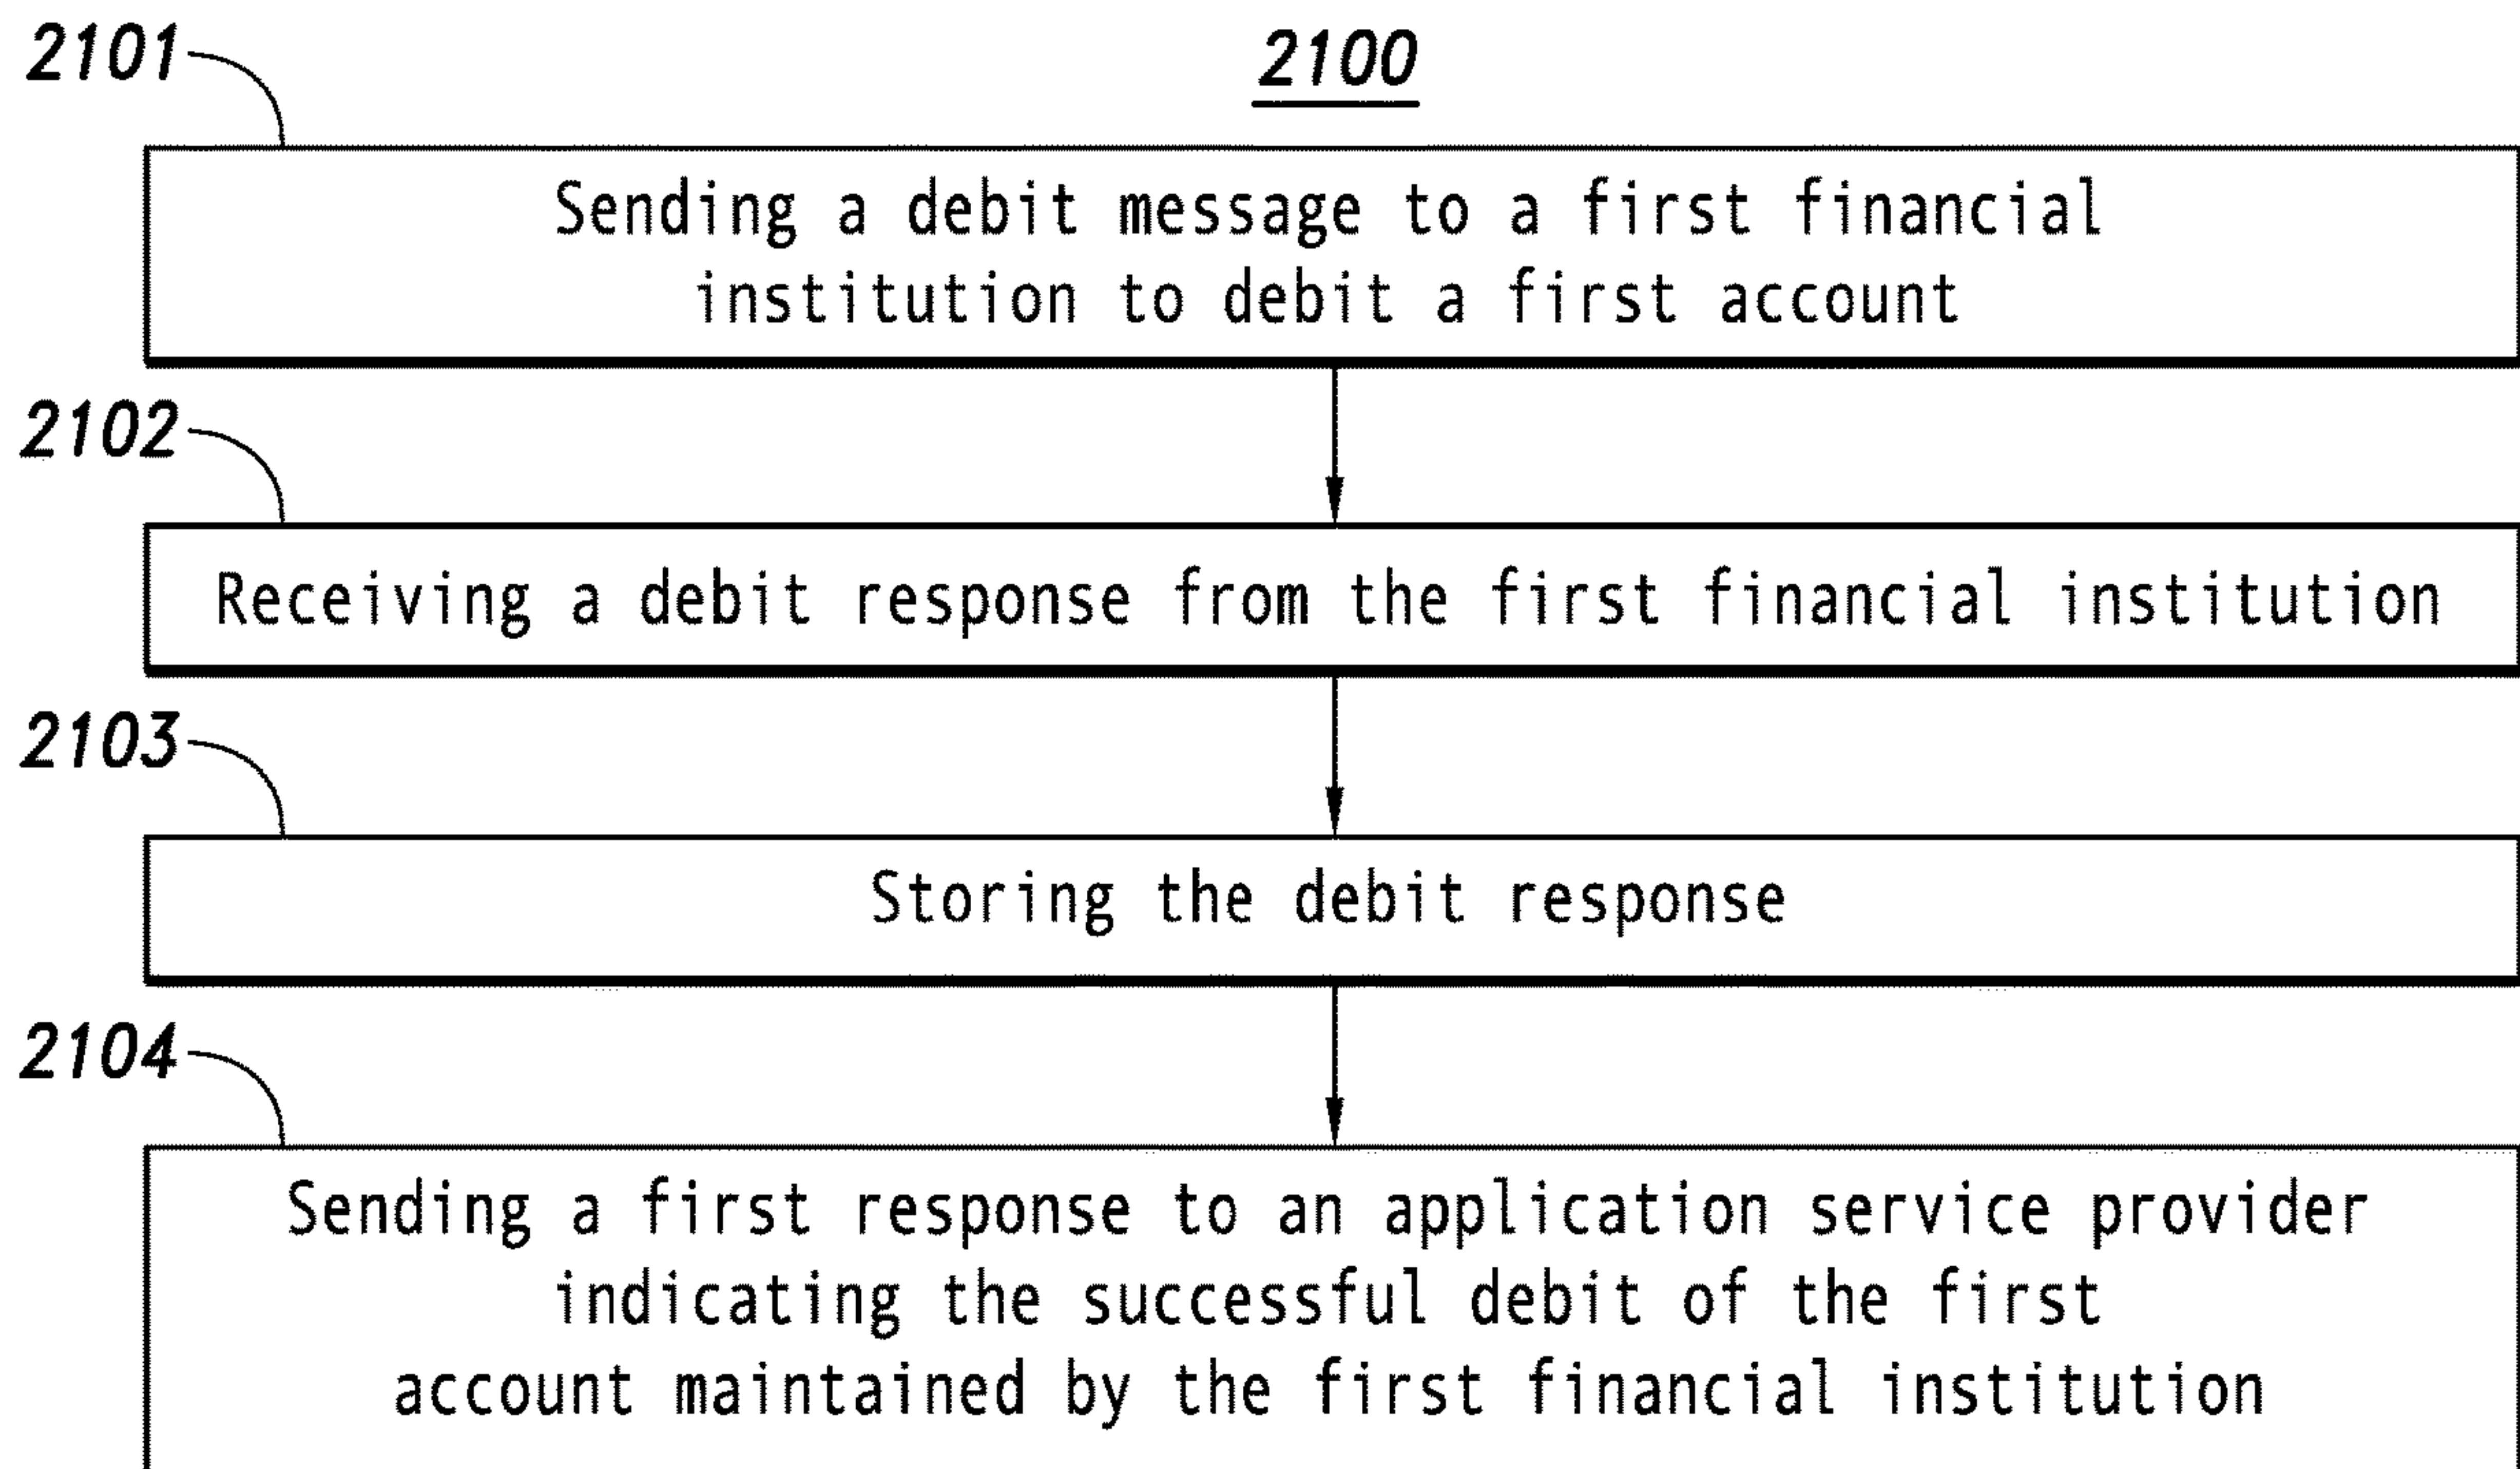 2100
2101
Sending a debit message to a first financial
institution to debit a first account
2102
Receiving a debit response from the first financial institution
2103
Storing the debit response
2104
Sending a first response to an application service provider
indicating the successful debit of the first
account maintained by the first financial institution